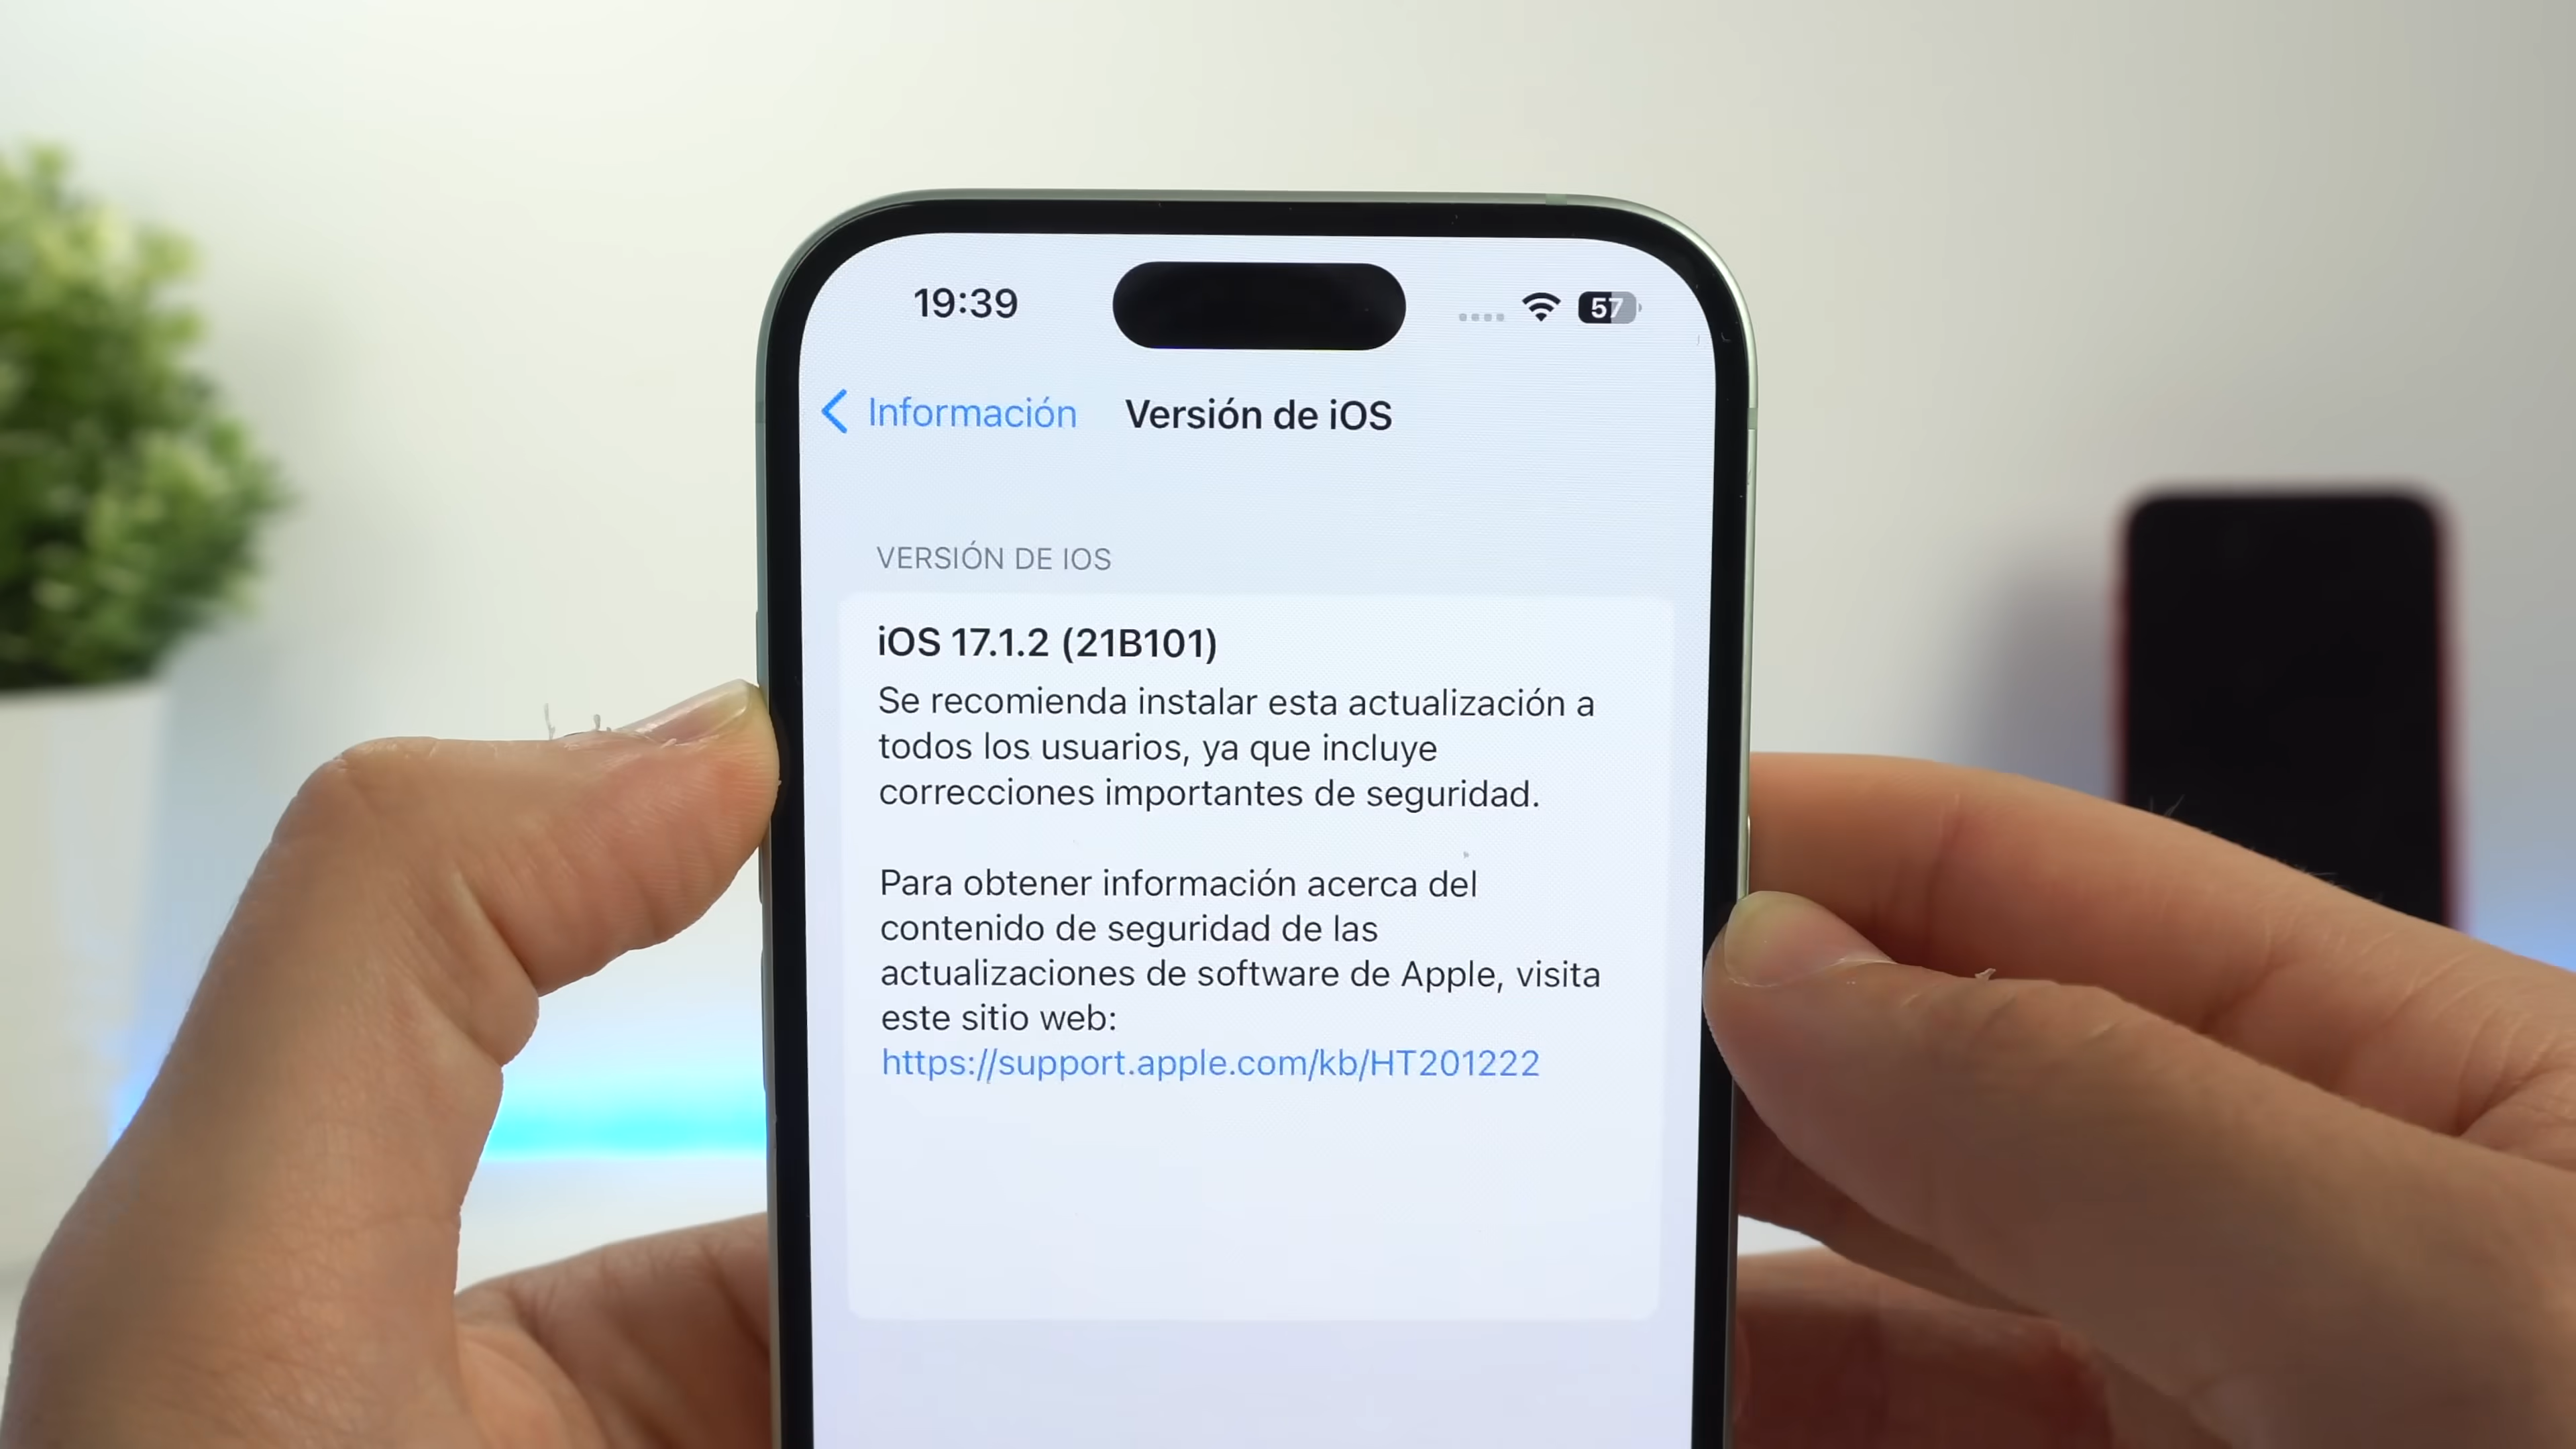 19:39
57
Información
Versión de iOS
VERSIÓN DE IOS
iOS 17.1.2 (21B101)
Se recomienda instalar esta actualización a
todos los usuarios, ya que incluye
correcciones importantes de seguridad.
Para obtener información acerca del
contenido de seguridad de las
actualizaciones de software de Apple, visita
este sitio web:
https://support.apple.com/kb/HT201222